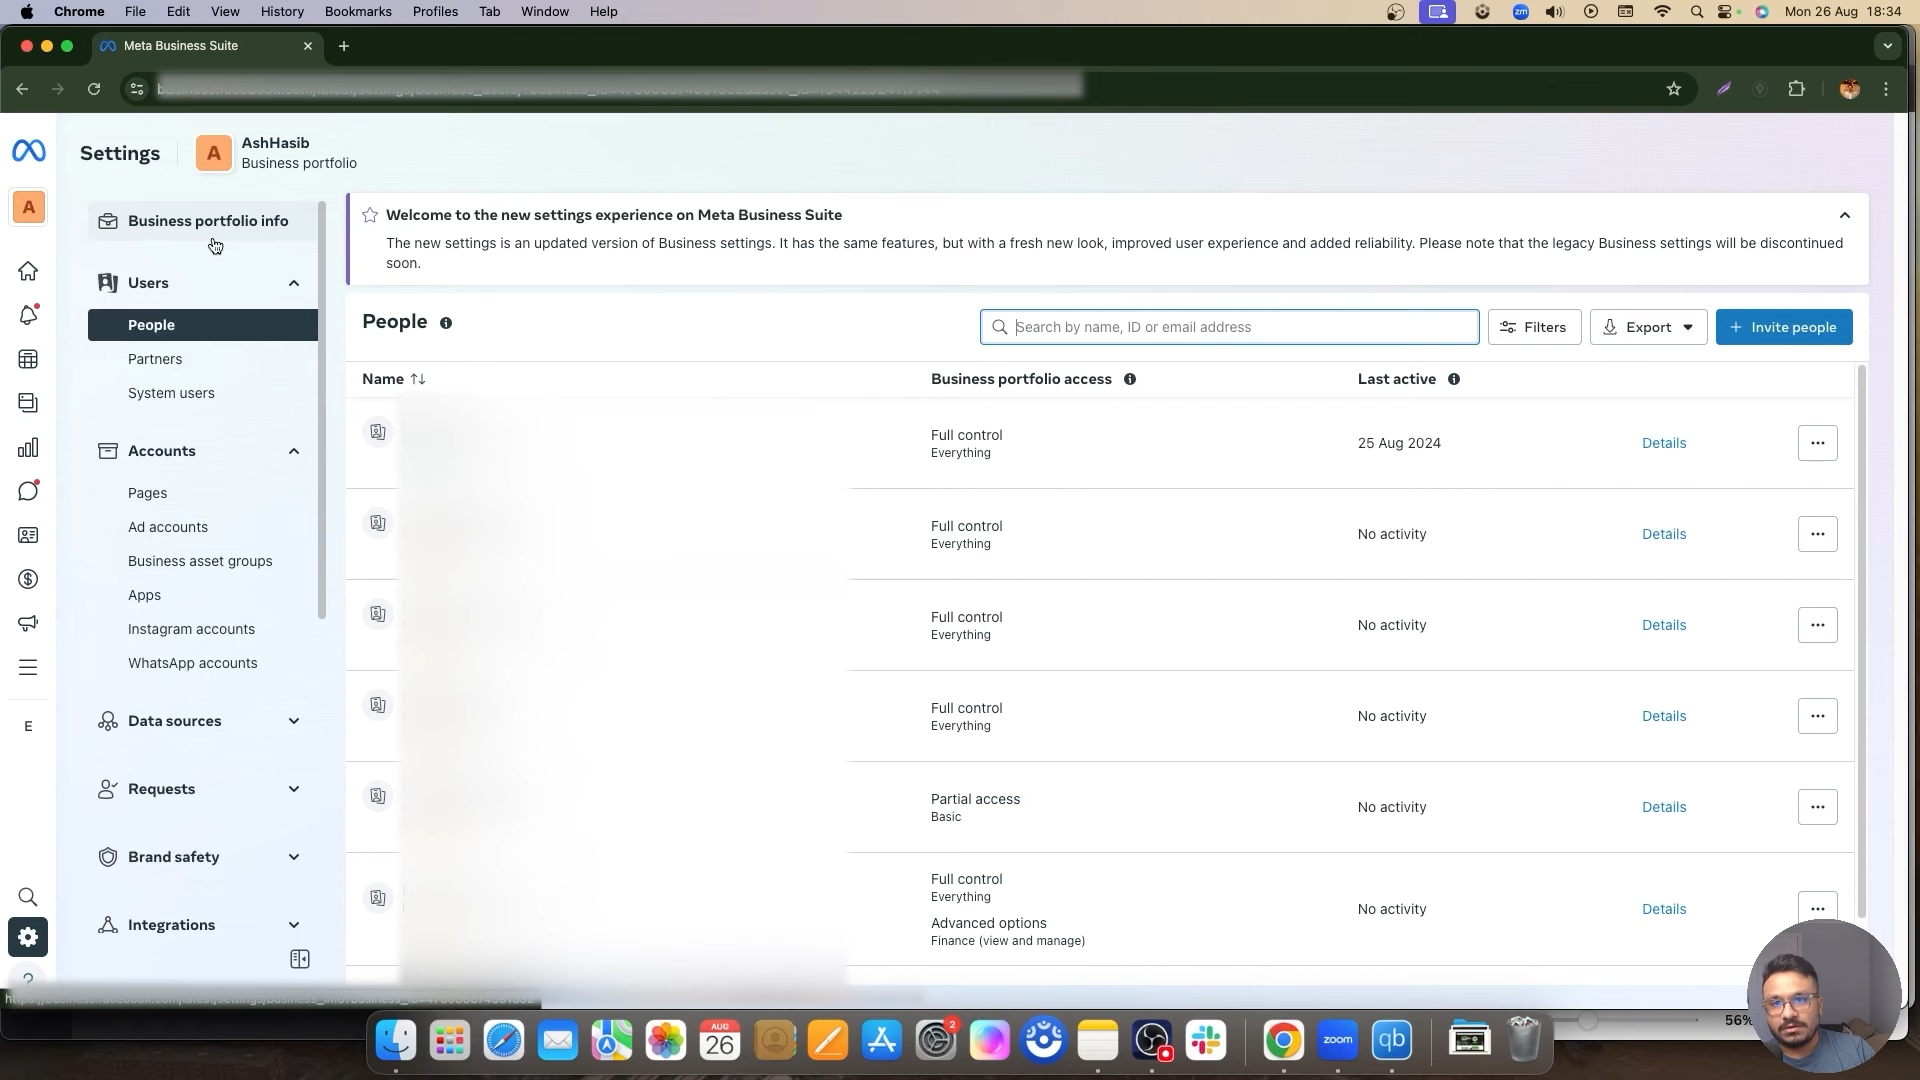 Chrome File Edit View History Bookmarks Profiles Tab Window Help
zm Mon 26 Aug 18:34
Meta Business Suite
Settings
A
AshHasib
Business portfolio
A
Business portfolio info
Welcome to the new settings experience on Meta Business Suite
The new settings is an updated version of Business settings. It has the same features, but with a fresh new look, improved user experience and added reliability. Please note that the legacy Business settings will be discontinued
soon.
Users
People
Partners
System users
Accounts
Pages
Ad accounts
Business asset groups
Apps
Instagram accounts
WhatsApp accounts
Data sources
Requests
Brand safety
Integrations
E
People
Search by name, ID or email address
Filters
Export
+ Invite people
Name
Business portfolio access
Last active
Full control
Everything
25 Aug 2024
Details
Full control
Everything
No activity
Details
Full control
Everything
No activity
Details
Full control
Everything
No activity
Details
Partial access
Basic
No activity
Details
Full control
Everything
Advanced options
Finance (view and manage)
No activity
Details
56%
AUG
26
2
zoom
qb